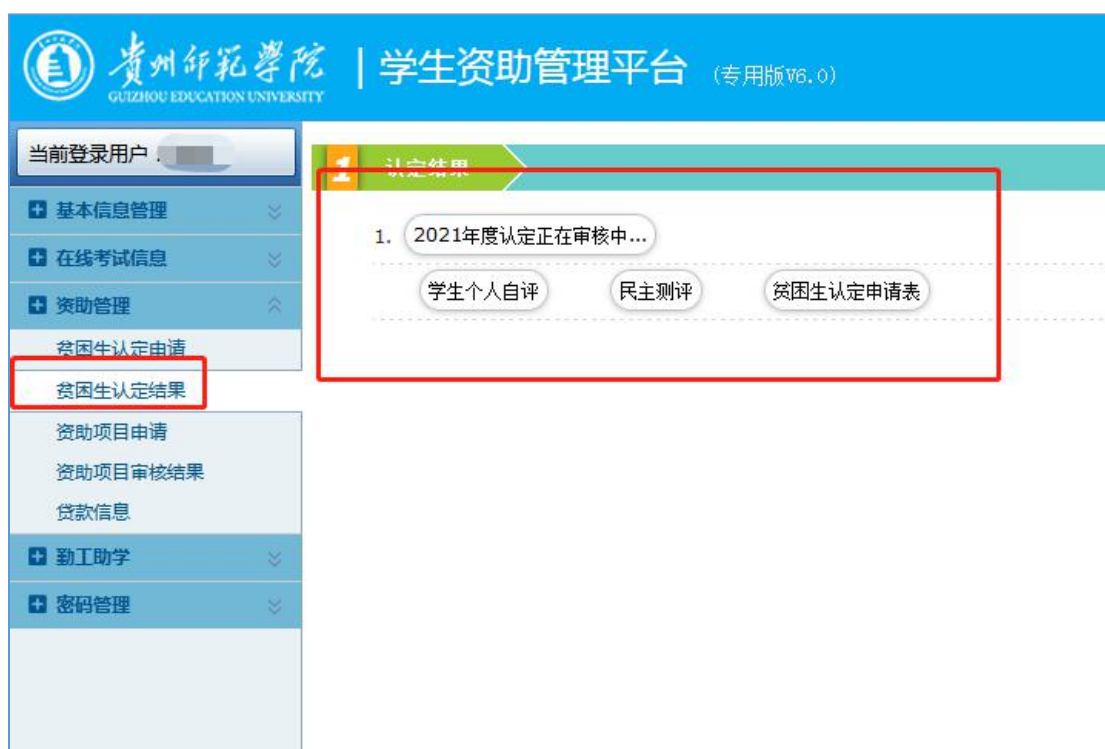 贵州师范学院 | 学生资助管理平台 (专用版V6.0)
GUIZHOU EDUCATION UNIVERSITY
当前登录用户
基本信息管理
在线考试信息
资助管理
贫困生认定申请
贫困生认定结果
资助项目申请
资助项目审核结果
贷款信息
勤工助学
密码管理
1 认定结果
1. 2021年度认定正在审核中...
学生个人自评 民主测评 贫困生认定申请表